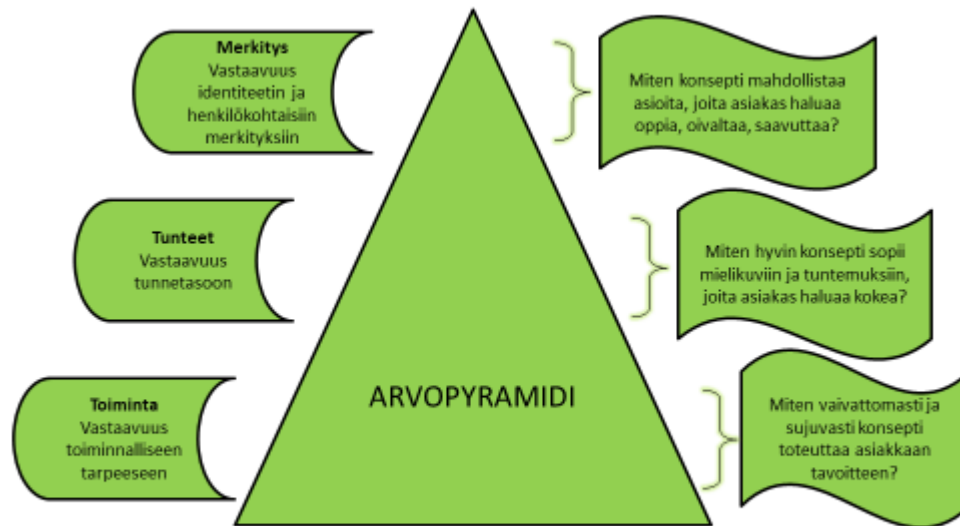 Merkitys
Vastaavuus
identiteetin ja
henkilökohtaisiin
merkityksiin
Miten konsepti mahdollistaa
asioita, joita asiakas haluaa
oppia, oivaltaa, saavuttaa?
Tunteet
Vastaavuus
tunnetasoon
Miten hyvin konsepti sopii
mielikuviin ja tuntemuksiin,
joita asiakas haluaa kokea?
ARVOPYRAMIDI
Toiminta
Vastaavuus
toiminnalliseen
tarpeeseen
Miten vaivattomasti ja
sujuvasti konsepti
toteuttaa asiakkaan
tavoitteen?